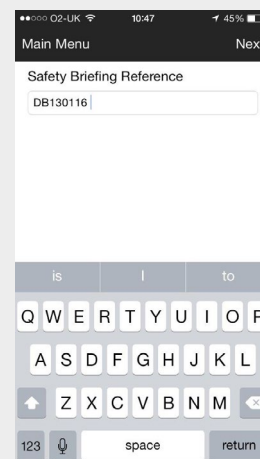 O2-UK 10:47 45%
Main Menu Nex
Safety Briefing Reference
DB130116
is I to
Q W E R T Y U I O P
A S D F G H J K L
Z X C V B N M
123 space return